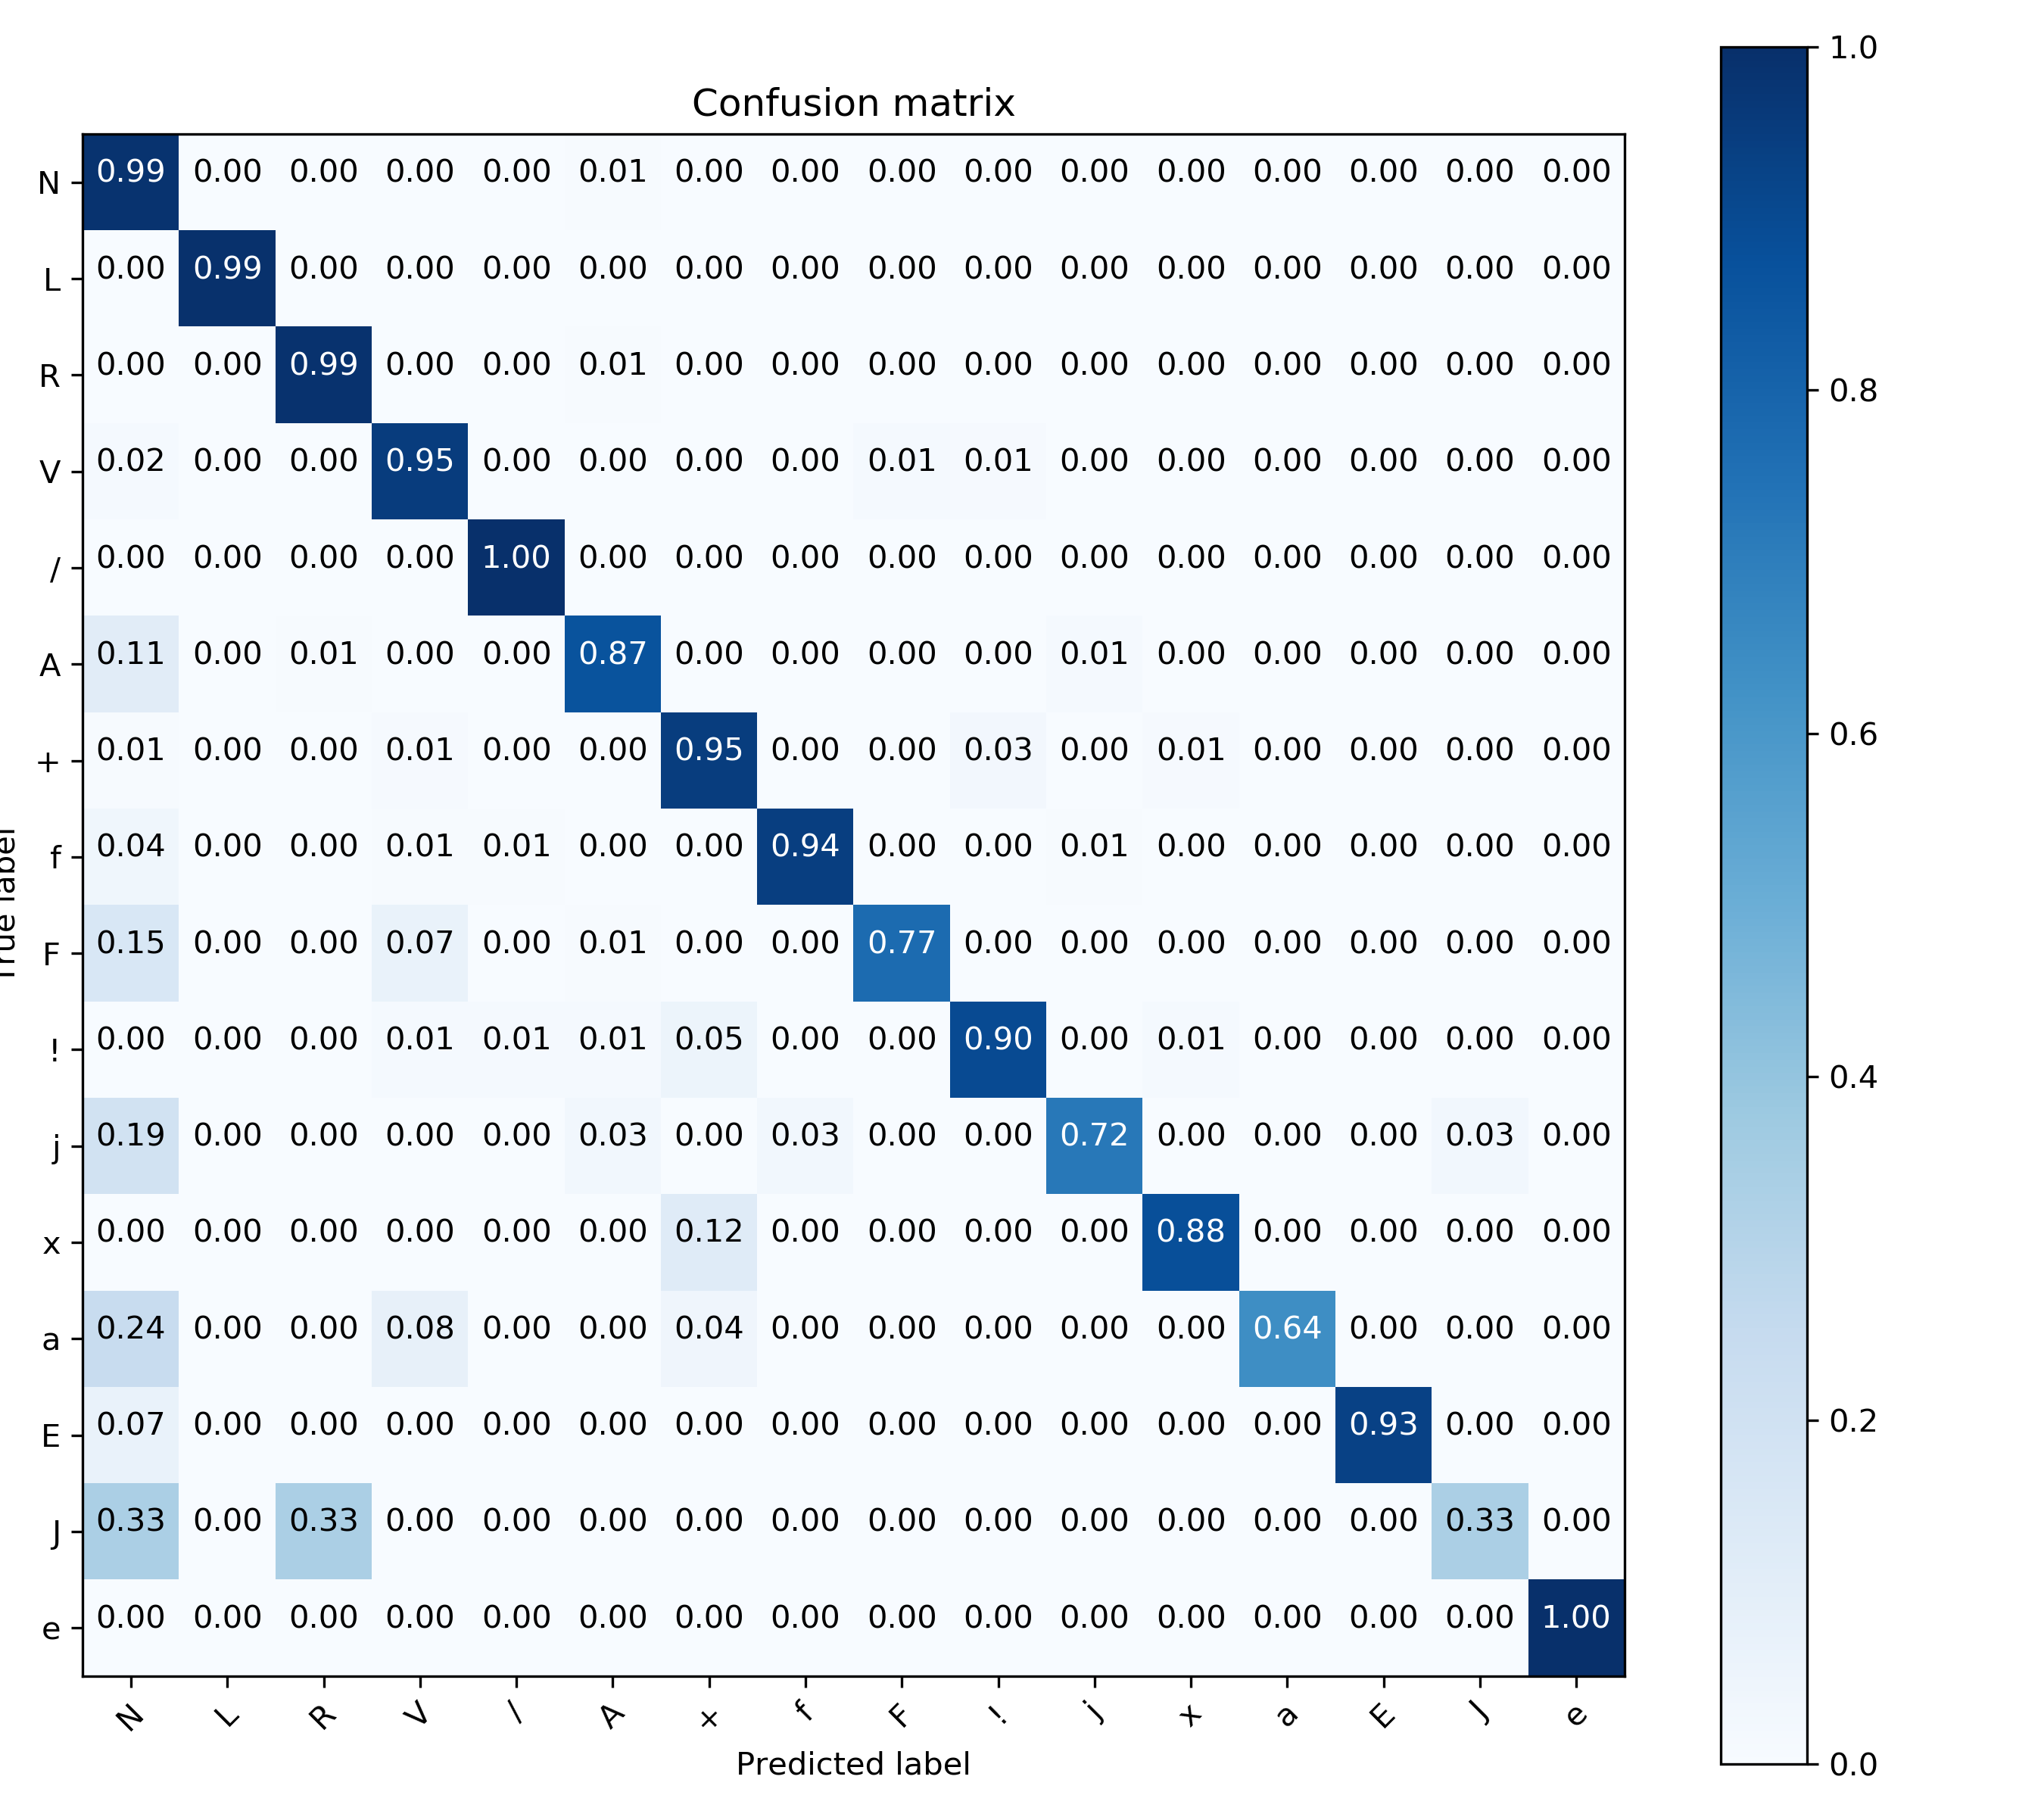 Confusion matrix
1.0
N 0.99 0.00 0.00 0.00 0.00 0.01 0.00 0.00 0.00 0.00 0.00 0.00 0.00 0.00 0.00 0.00
L 0.00 0.99 0.00 0.00 0.00 0.00 0.00 0.00 0.00 0.00 0.00 0.00 0.00 0.00 0.00 0.00
R 0.00 0.00 0.99 0.00 0.00 0.01 0.00 0.00 0.00 0.00 0.00 0.00 0.00 0.00 0.00 0.00
0.8
V 0.02 0.00 0.00 0.95 0.00 0.00 0.00 0.00 0.01 0.01 0.00 0.00 0.00 0.00 0.00 0.00
/ 0.00 0.00 0.00 0.00 1.00 0.00 0.00 0.00 0.00 0.00 0.00 0.00 0.00 0.00 0.00 0.00
A 0.11 0.00 0.01 0.00 0.00 0.87 0.00 0.00 0.00 0.00 0.01 0.00 0.00 0.00 0.00 0.00
0.6
+ 0.01 0.00 0.00 0.01 0.00 0.00 0.95 0.00 0.00 0.03 0.00 0.01 0.00 0.00 0.00 0.00
f 0.04 0.00 0.00 0.01 0.01 0.00 0.00 0.94 0.00 0.00 0.01 0.00 0.00 0.00 0.00 0.00
True label
F 0.15 0.00 0.00 0.07 0.00 0.01 0.00 0.00 0.77 0.00 0.00 0.00 0.00 0.00 0.00 0.00
! 0.00 0.00 0.00 0.01 0.01 0.01 0.05 0.00 0.00 0.90 0.00 0.01 0.00 0.00 0.00 0.00
0.4
j 0.19 0.00 0.00 0.00 0.00 0.03 0.00 0.03 0.00 0.00 0.72 0.00 0.00 0.00 0.03 0.00
x 0.00 0.00 0.00 0.00 0.00 0.00 0.12 0.00 0.00 0.00 0.00 0.88 0.00 0.00 0.00 0.00
a 0.24 0.00 0.00 0.08 0.00 0.00 0.04 0.00 0.00 0.00 0.00 0.00 0.64 0.00 0.00 0.00
0.2
E 0.07 0.00 0.00 0.00 0.00 0.00 0.00 0.00 0.00 0.00 0.00 0.00 0.00 0.93 0.00 0.00
J 0.33 0.00 0.33 0.00 0.00 0.00 0.00 0.00 0.00 0.00 0.00 0.00 0.00 0.00 0.33 0.00
e 0.00 0.00 0.00 0.00 0.00 0.00 0.00 0.00 0.00 0.00 0.00 0.00 0.00 0.00 0.00 1.00
N L R V / A + f F ! j x a E J e
Predicted label
0.0